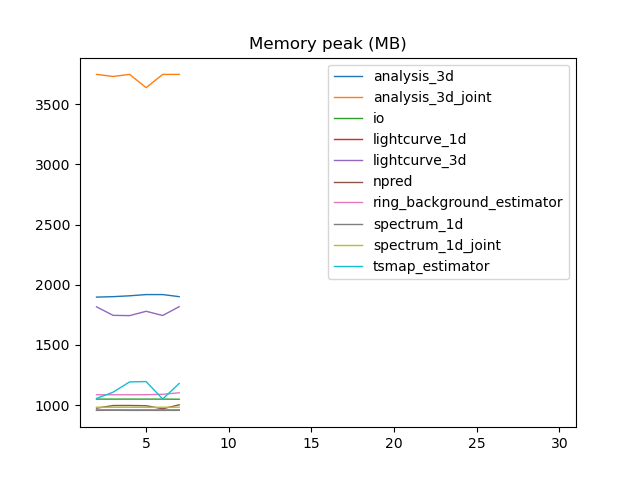 Memory peak (MB)
analysis_3d
analysis_3d_joint
io
lightcurve_1d
lightcurve_3d
npred
ring_background_estimator
spectrum_1d
spectrum_1d_joint
tsmap_estimator
3500
3000
2500
2000
1500
1000
5 10 15 20 25 30